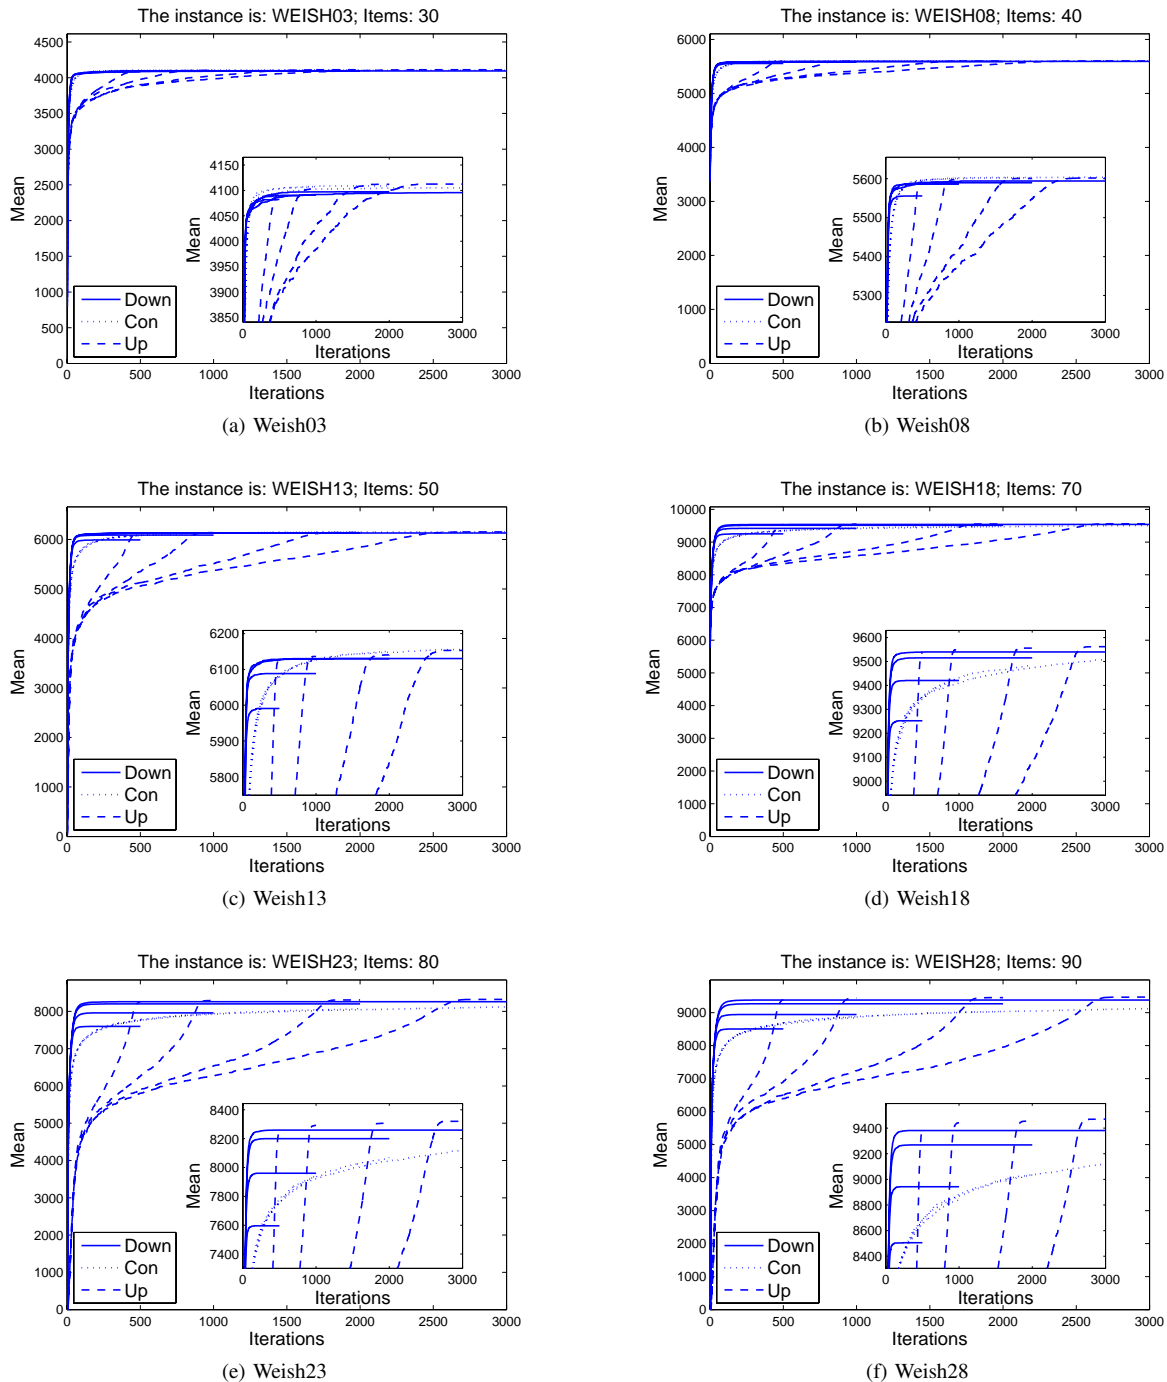 The instance is: WEISH03; Items: 30
4500
4000
3500
3000
2500
2000
1500
1000
500
0
Mean
4150
4100
4050
4000
3950
3900
3850
Mean
0 1000 2000 3000
Iterations
Down
Con
Up
0 500 1000 1500 2000 2500 3000
Iterations
(a) Weish03
The instance is: WEISH08; Items: 40
6000
5000
4000
3000
2000
1000
0
Mean
5600
5500
5400
5300
Mean
0 1000 2000 3000
Iterations
Down
Con
Up
0 500 1000 1500 2000 2500 3000
Iterations
(b) Weish08
The instance is: WEISH13; Items: 50
6000
5000
4000
3000
2000
1000
0
Mean
6200
6100
6000
5900
5800
Mean
0 1000 2000 3000
Iterations
Down
Con
Up
0 500 1000 1500 2000 2500 3000
Iterations
(c) Weish13
The instance is: WEISH18; Items: 70
10000
9000
8000
7000
6000
5000
4000
3000
2000
1000
0
Mean
9600
9500
9400
9300
9200
9100
9000
Mean
0 1000 2000 3000
Iterations
Down
Con
Up
0 500 1000 1500 2000 2500 3000
Iterations
(d) Weish18
The instance is: WEISH23; Items: 80
8000
7000
6000
5000
4000
3000
2000
1000
0
Mean
8400
8200
8000
7800
7600
7400
Mean
0 1000 2000 3000
Iterations
Down
Con
Up
0 500 1000 1500 2000 2500 3000
Iterations
(e) Weish23
The instance is: WEISH28; Items: 90
9000
8000
7000
6000
5000
4000
3000
2000
1000
0
Mean
9400
9200
9000
8800
8600
8400
Mean
0 1000 2000 3000
Iterations
Down
Con
Up
0 500 1000 1500 2000 2500 3000
Iterations
(f) Weish28